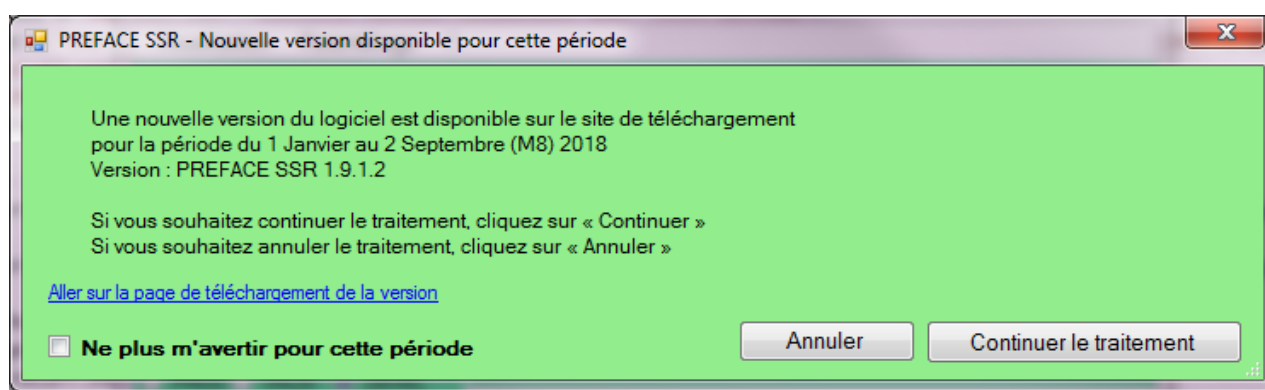 PREFACE SSR - Nouvelle version disponible pour cette période
Une nouvelle version du logiciel est disponible sur le site de téléchargement
pour la période du 1 Janvier au 2 Septembre (M8) 2018
Version : PREFACE SSR 1.9.1.2
Si vous souhaitez continuer le traitement, cliquez sur « Continuer »
Si vous souhaitez annuler le traitement, cliquez sur « Annuler »
Aller sur la page de téléchargement de la version
Ne plus m'avertir pour cette période
Annuler
Continuer le traitement